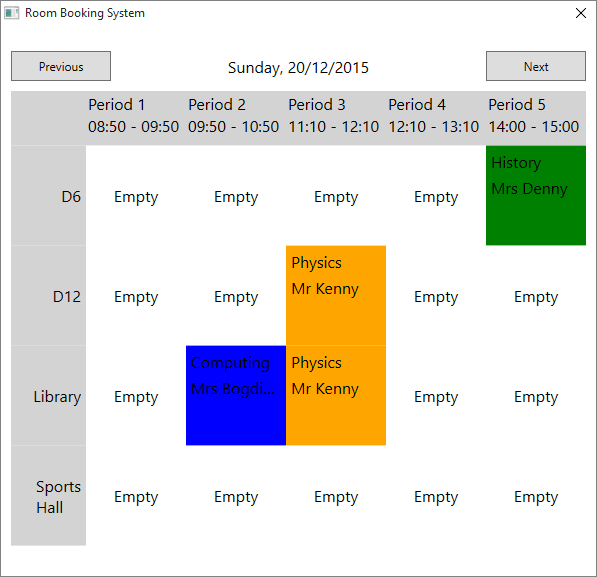 Room Booking System
Previous
Sunday, 20/12/2015
Next
Period 1 Period 2 Period 3 Period 4 Period 5
08:50 - 09:50 09:50 - 10:50 11:10 - 12:10 12:10 - 13:10 14:00 - 15:00
D6 Empty Empty Empty Empty
History
Mrs Denny
D12 Empty Empty
Physics
Mr Kenny
Empty Empty
Library Empty
Computing
Mrs Bogdi...
Physics
Mr Kenny
Empty Empty
Sports
Hall
Empty Empty Empty Empty Empty